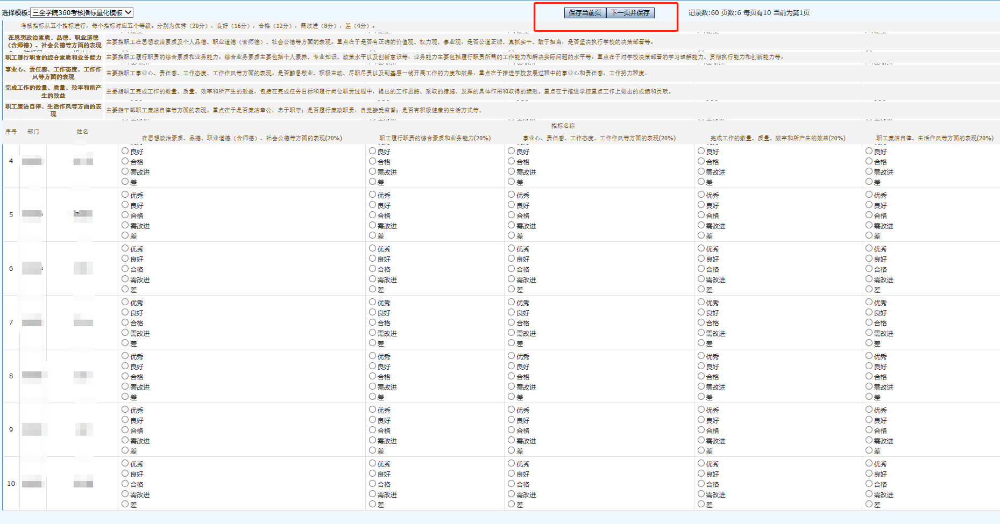 选择模板:三全学院360考核指标量化模板 保存当前页 下一页并保存 记录数:60 页数:6 每页有10 当前为第1页
考核指标从五个指标进行，每个指标对应五个等级。分别为优秀（20分），良好（16分），合格（12分），需改进（8分），差（4分）。
在思想政治素质、品德、职业道德（含师德）、社会公德等方面的表现 主要指职工在思想政治素质及个人品德、职业道德（含师德）、社会公德等方面的表现。重点在于是否有正确的价值观、权力观、事业观，是否公道正派、真抓实干、敢于担当，是否坚决执行学校的决策部署等。
职工履行职责的综合素质和业务能力 主要指职工履行职责的综合素质和业务能力。综合业务素质主要包括个人素养、专业知识、政策水平以及创新意识等，业务能力主要包括履行职责所需的工作能力和解决实际问题的水平等。重点在于对学校决策部署的学习理解能力、贯彻执行能力和创新能力等。
事业心、责任感、工作态度、工作作风等方面的表现 主要指职工事业心、责任感、工作态度、工作作风等方面的表现。是否勤恳敬业、积极主动、尽职尽责以及到基层一线开展工作的力度和效果。重点在于推进学校发展过程中的事业心和责任感，工作努力程度。
完成工作的数量、质量、效率和所产生的效益 主要指职工完成工作的数量、质量、效率和所产生的效益，包括在完成任务目标和履行岗位职责过程中，提出的工作思路、采取的措施、发挥的具体作用和取得的绩效。重点在于推进学校重点工作上做出的成绩和贡献。
职工廉洁自律、生活作风等方面的表现 主要指干部职工廉洁自律等方面的表现。重点在于是否廉洁奉公，忠于职守；是否履行廉政职责，自觉接受监督；是否有积极健康的生活方式等。
序号 部门 姓名 指标名称
在思想政治素质、品德、职业道德（含师德）、社会公德等方面的表现(20%) 职工履行职责的综合素质和业务能力(20%) 事业心、责任感、工作态度、工作作风等方面的表现(20%) 完成工作的数量、质量、效率和所产生的效益(20%) 职工廉洁自律、生活作风等方面的表现(20%)
良好 良好 良好 良好 良好
4 合格 合格 合格 合格 合格
需改进 需改进 需改进 需改进 需改进
差 差 差 差 差
优秀 优秀 优秀 优秀 优秀
良好 良好 良好 良好 良好
5 合格 合格 合格 合格 合格
需改进 需改进 需改进 需改进 需改进
差 差 差 差 差
优秀 优秀 优秀 优秀 优秀
良好 良好 良好 良好 良好
6 合格 合格 合格 合格 合格
需改进 需改进 需改进 需改进 需改进
差 差 差 差 差
优秀 优秀 优秀 优秀 优秀
良好 良好 良好 良好 良好
7 合格 合格 合格 合格 合格
需改进 需改进 需改进 需改进 需改进
差 差 差 差 差
优秀 优秀 优秀 优秀 优秀
良好 良好 良好 良好 良好
8 合格 合格 合格 合格 合格
需改进 需改进 需改进 需改进 需改进
差 差 差 差 差
优秀 优秀 优秀 优秀 优秀
良好 良好 良好 良好 良好
9 合格 合格 合格 合格 合格
需改进 需改进 需改进 需改进 需改进
差 差 差 差 差
优秀 优秀 优秀 优秀 优秀
良好 良好 良好 良好 良好
10 合格 合格 合格 合格 合格
需改进 需改进 需改进 需改进 需改进
差 差 差 差 差